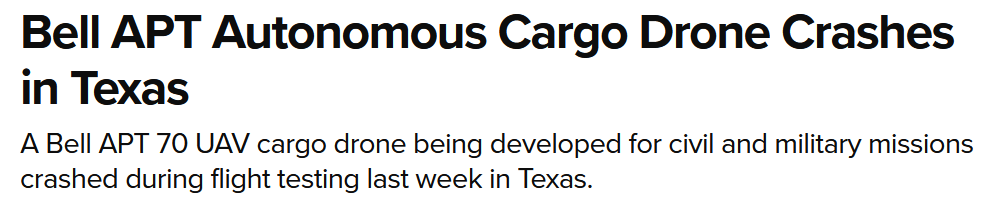 Bell APT Autonomous Cargo Drone Crashes
in Texas
A Bell APT 70 UAV cargo drone being developed for civil and military missions
crashed during flight testing last week in Texas.